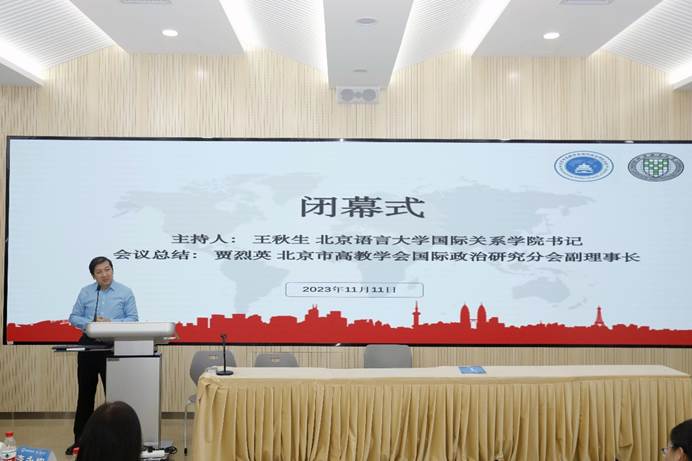 闭幕式
主持人： 王秋生 北京语言大学国际关系学院书记
会议总结： 贾烈英 北京市高教学会国际政治研究分会副理事长
2023年11月11日